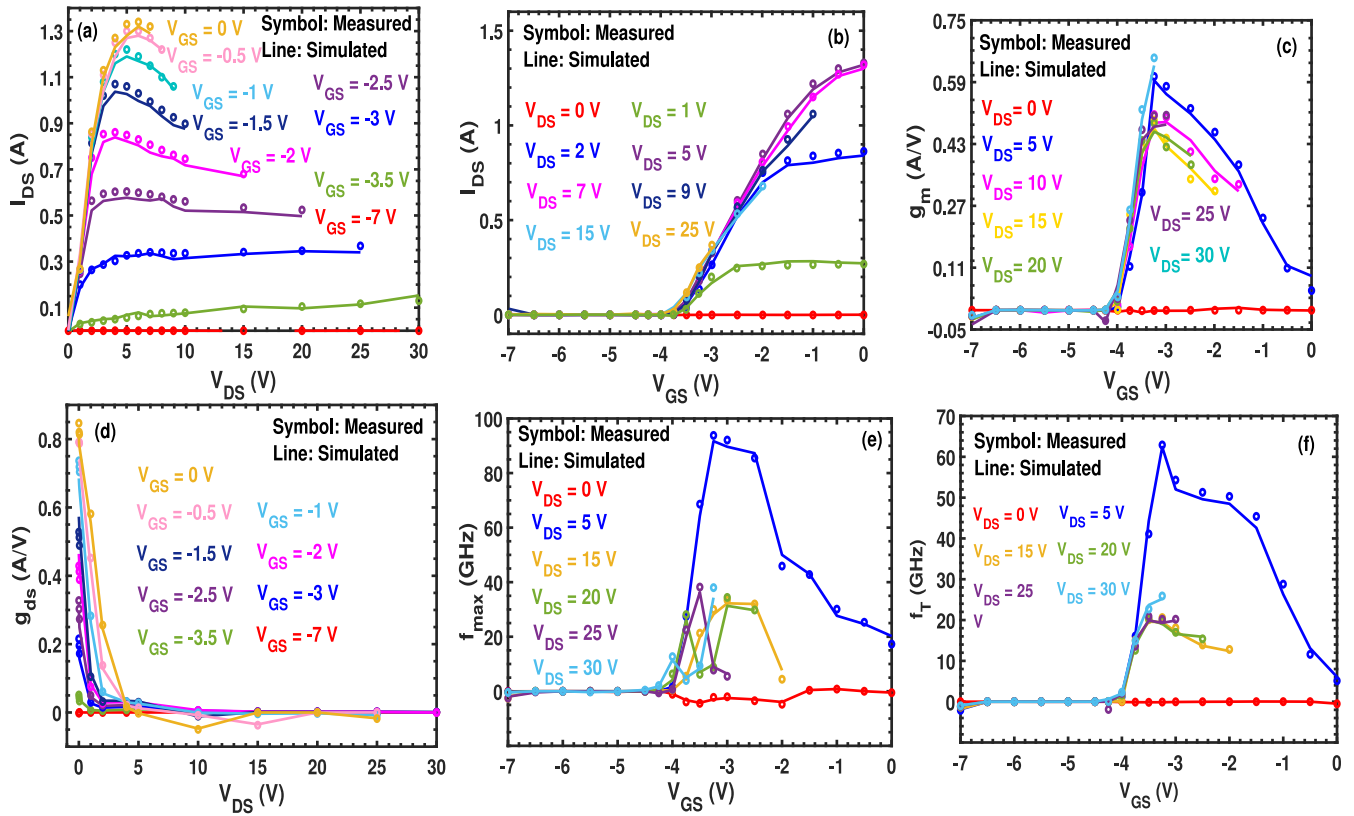 (a)
Symbol: Measured
Line: Simulated
V_GS = 0 V
V_GS = -0.5 V
V_GS = -1 V
V_GS = -1.5 V
V_GS = -2.5 V
V_GS = -3 V
V_GS = -2 V
V_GS = -3.5 V
V_GS = -7 V
I_DS (A)
1.3
1.1
0.9
0.8
0.6
0.4
0.3
0.1
0 5 10 15 20 25 30
V_DS (V)
(b)
Symbol: Measured
Line: Simulated
V_DS = 0 V
V_DS = 1 V
V_DS = 2 V
V_DS = 5 V
V_DS = 7 V
V_DS = 9 V
V_DS = 15 V
V_DS = 25 V
I_DS (A)
1.5
1
0.5
0
-7 -6 -5 -4 -3 -2 -1 0
V_GS (V)
(c)
Symbol: Measured
Line: Simulated
V_DS = 0 V
V_DS = 5 V
V_DS = 10 V
V_DS = 15 V
V_DS = 20 V
V_DS = 25 V
V_DS = 30 V
g_m (A/V)
0.75
0.59
0.43
0.27
0.11
-0.05
-7 -6 -5 -4 -3 -2 -1 0
V_GS (V)
(d)
Symbol: Measured
Line: Simulated
V_GS = 0 V
V_GS = -0.5 V
V_GS = -1 V
V_GS = -1.5 V
V_GS = -2 V
V_GS = -2.5 V
V_GS = -3 V
V_GS = -3.5 V
V_GS = -7 V
g_ds (A/V)
0.8
0.6
0.4
0.2
0
0 5 10 15 20 25 30
V_DS (V)
(e)
Symbol: Measured
Line: Simulated
V_DS = 0 V
V_DS = 5 V
V_DS = 15 V
V_DS = 20 V
V_DS = 25 V
V_DS = 30 V
f_max (GHz)
100
80
60
40
20
0
-7 -6 -5 -4 -3 -2 -1 0
V_GS (V)
(f)
Symbol: Measured
Line: Simulated
V_DS = 0 V
V_DS = 5 V
V_DS = 15 V
V_DS = 20 V
V_DS = 25
V
V_DS = 30 V
f_T (GHz)
70
60
50
40
30
20
10
0
-7 -6 -5 -4 -3 -2 -1 0
V_GS (V)